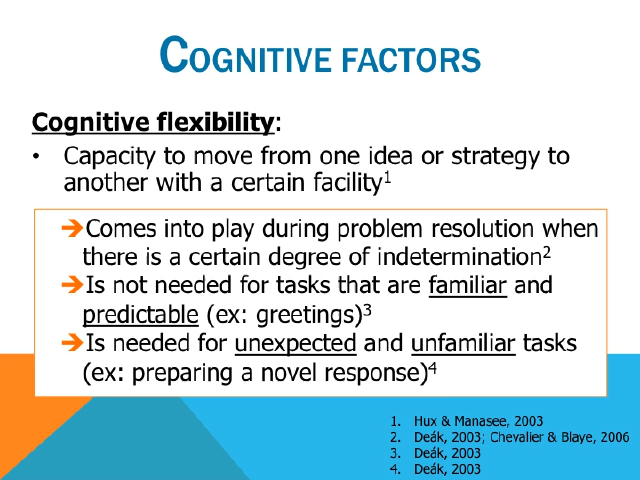 COGNITIVE FACTORS
Cognitive flexibility:
• Capacity to move from one idea or strategy to
another with a certain facility¹
➔Comes into play during problem resolution when
there is a certain degree of indetermination²
➔Is not needed for tasks that are familiar and
predictable (ex: greetings)³
➔Is needed for unexpected and unfamiliar tasks
(ex: preparing a novel response)⁴
1. Hux & Manasee, 2003
2. Deák, 2003; Chevalier & Blaye, 2006
3. Deák, 2003
4. Deák, 2003